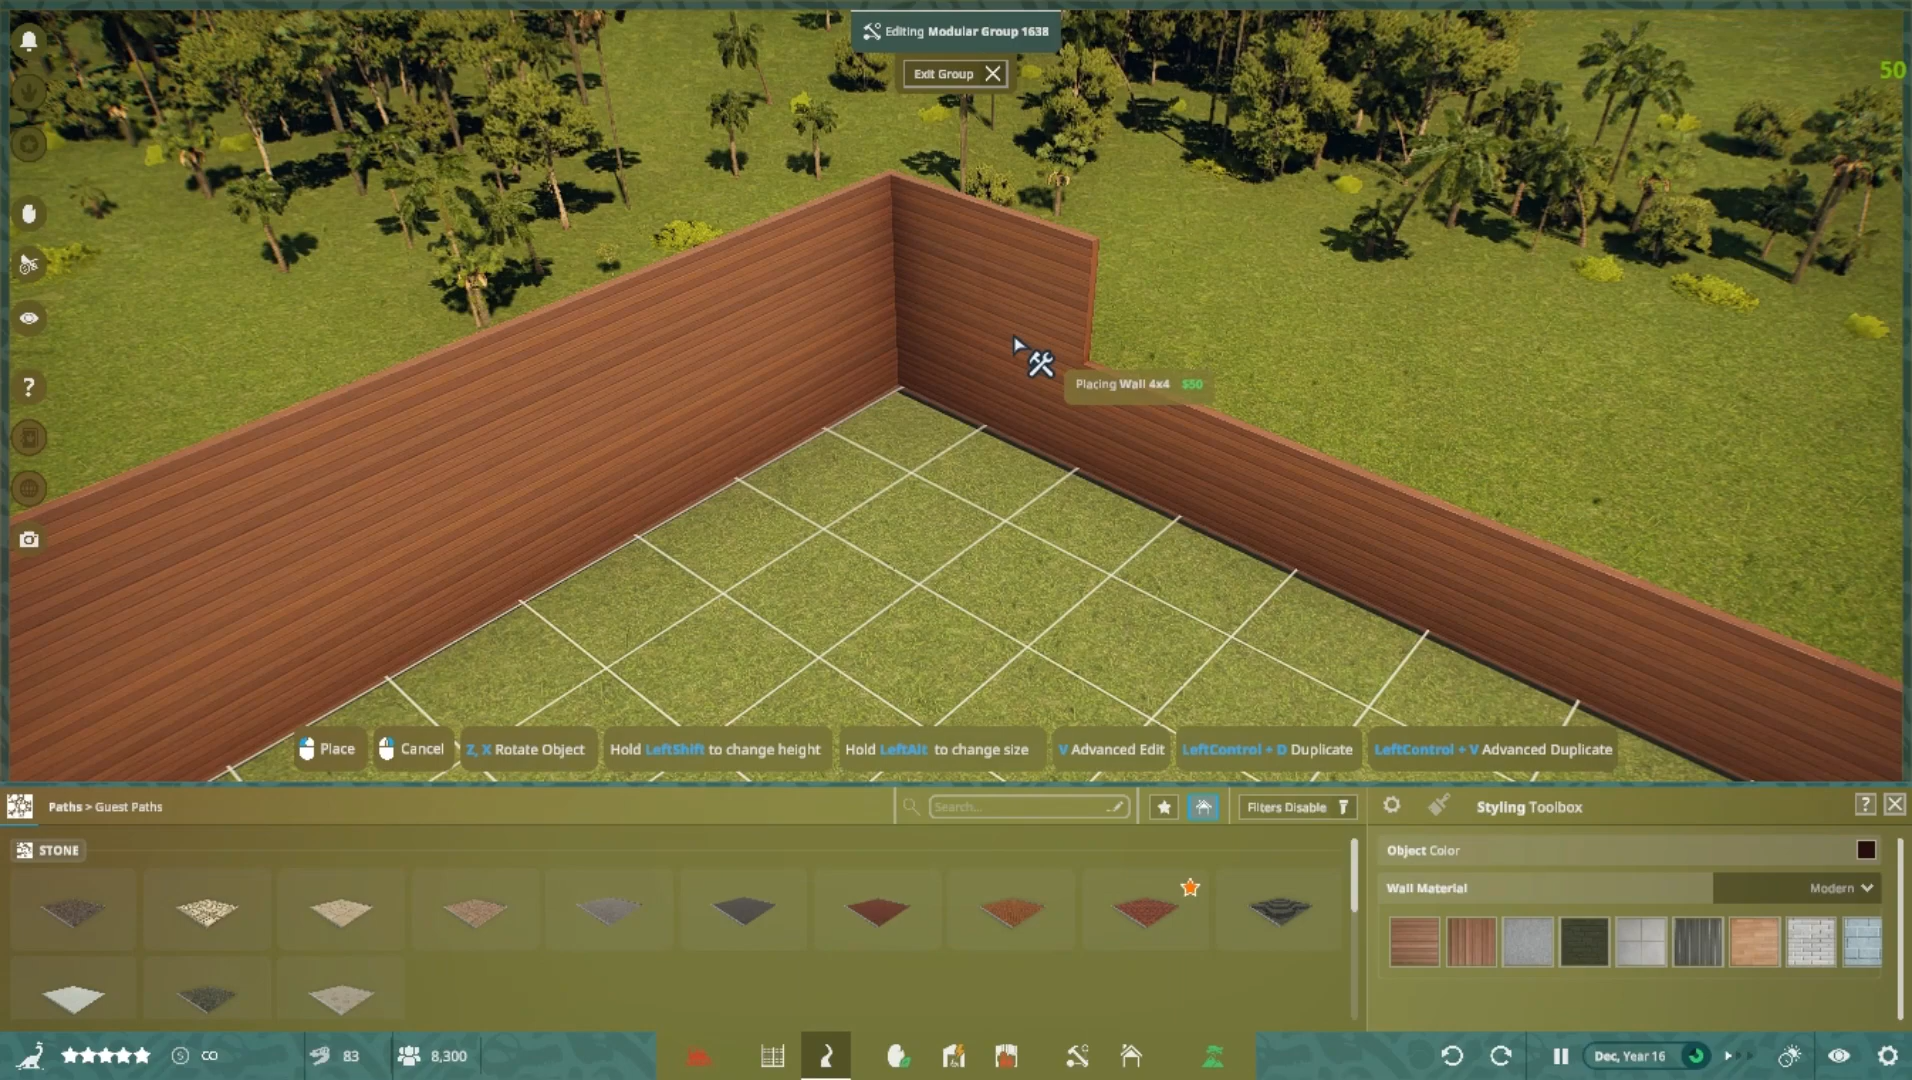 Editing Modular Group 1638
Exit Group
50
Placing Wall 4x4 $50
Place
Cancel
Z, X Rotate Object
Hold LeftShift to change height
Hold LeftAlt to change size
V Advanced Edit
LeftControl + D Duplicate
LeftControl + V Advanced Duplicate
Paths > Guest Paths
Search...
Filters Disable
Styling Toolbox
?
STONE
Object Color
Wall Material
Modern
83
8,300
Dec, Year 16